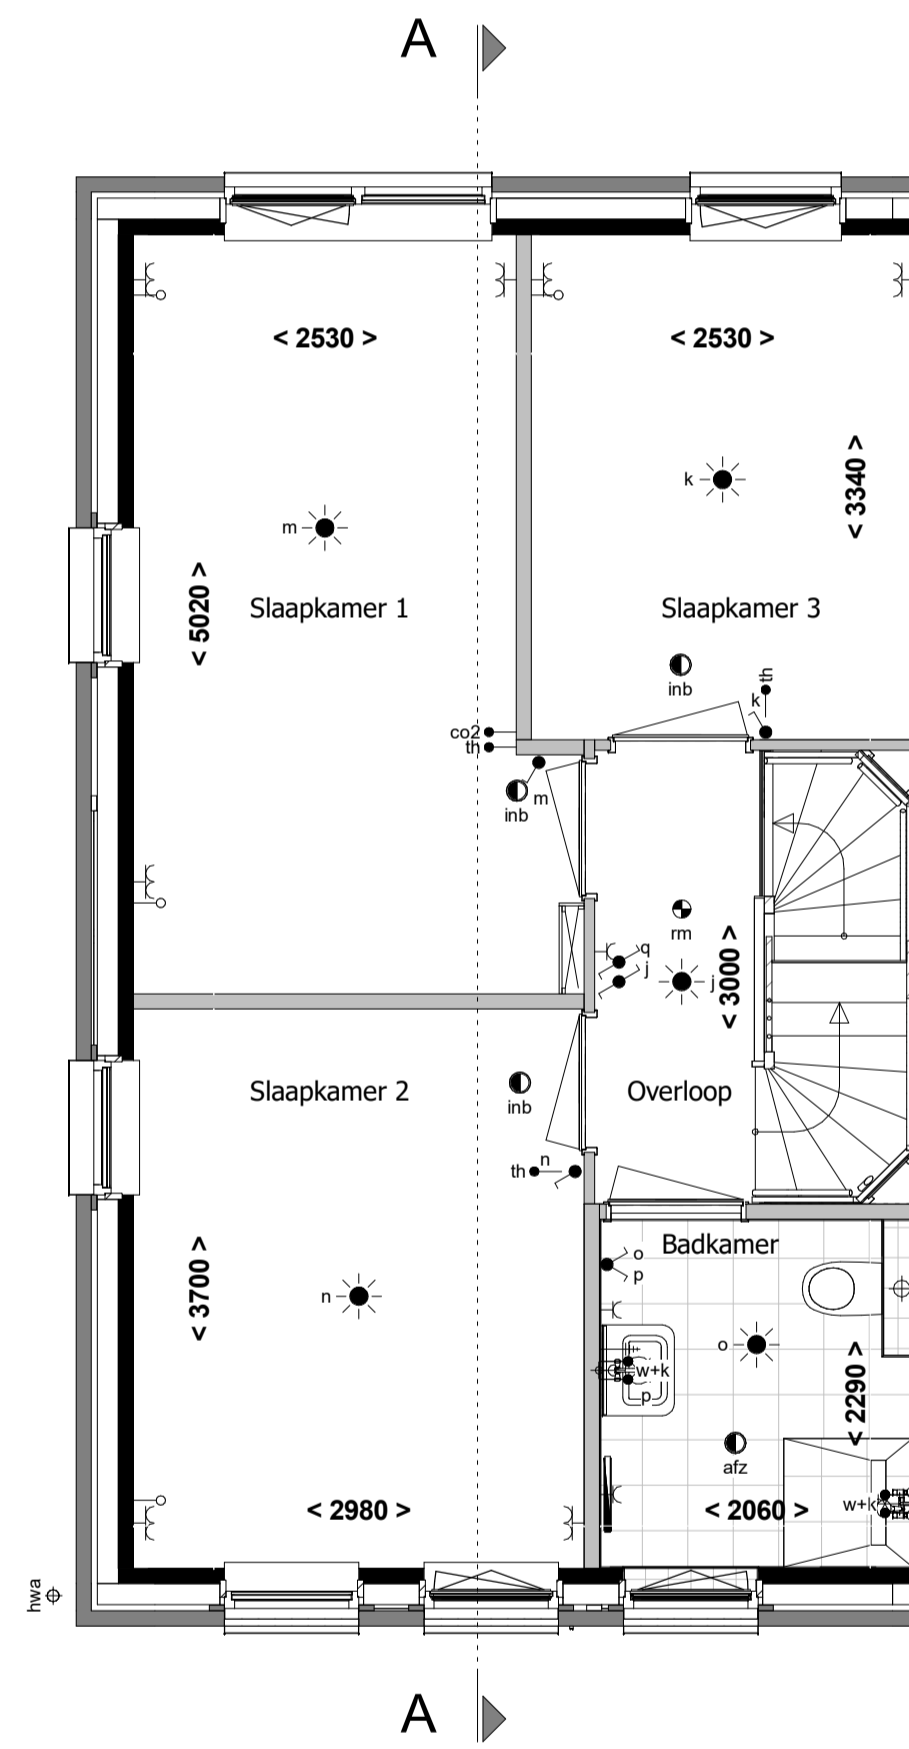 A
< 2530 >
< 2530 >
k
< 3340 >
m
< 5020 >
Slaapkamer 1
Slaapkamer 3
inb
th
k
co2
th
m
inb
rm
q
j
j
< 3000 >
Slaapkamer 2
inb
Overloop
th
n
Badkamer
o
p
< 3700 >
n
o
w+k
p
< 2290 >
afz
< 2980 >
< 2060 >
w+k
hwa
A